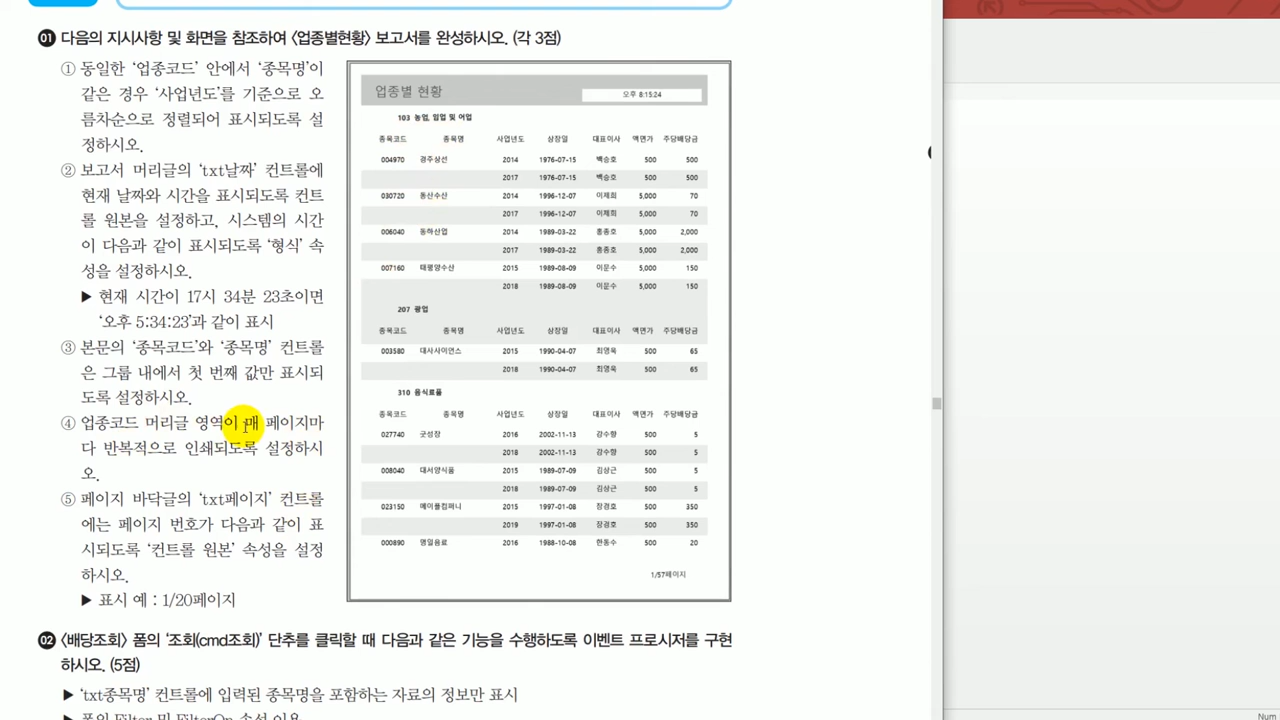 01 다음의 지시사항 및 화면을 참조하여 〈업종별현황〉 보고서를 완성하시오. (각 3점)
① 동일한 ‘업종코드’ 안에서 ‘종목명’이
같은 경우 ‘사업년도’를 기준으로 오
름차순으로 정렬되어 표시되도록 설
정하시오.
② 보고서 머리글의 ‘txt날짜’ 컨트롤에
현재 날짜와 시간을 표시되도록 컨트
롤 원본을 설정하고, 시스템의 시간
이 다음과 같이 표시되도록 ‘형식’ 속
성을 설정하시오.
▶ 현재 시간이 17시 34분 23초이면
‘오후 5:34:23’과 같이 표시
③ 본문의 ‘종목코드’와 ‘종목명’ 컨트롤
은 그룹 내에서 첫 번째 값만 표시되
도록 설정하시오.
④ 업종코드 머리글 영역이 매 페이지마
다 반복적으로 인쇄되도록 설정하시
오.
⑤ 페이지 바닥글의 ‘txt페이지’ 컨트롤
에는 페이지 번호가 다음과 같이 표
시되도록 ‘컨트롤 원본’ 속성을 설정
하시오.
▶ 표시 예 : 1/20페이지
업종별 현황 오후 8:15:24
103 농업, 임업 및 어업
종목코드 종목명 사업년도 상장일 대표이사 액면가 주당배당금
004970 경주상선 2014 1976-07-15 백승호 500 500
2017 1976-07-15 백승호 500 500
030720 동산수산 2014 1996-12-07 이제희 5,000 70
2017 1996-12-07 이제희 5,000 70
006040 동하산업 2014 1989-03-22 홍종호 5,000 2,000
2017 1989-03-22 홍종호 5,000 2,000
007160 태평양수산 2015 1989-08-09 이문수 5,000 150
2018 1989-08-09 이문수 5,000 150
207 광업
종목코드 종목명 사업년도 상장일 대표이사 액면가 주당배당금
003580 대사사이언스 2015 1990-04-07 최영욱 500 65
2018 1990-04-07 최영욱 500 65
310 음식료품
종목코드 종목명 사업년도 상장일 대표이사 액면가 주당배당금
027740 굿성장 2016 2002-11-13 감수향 500 5
2018 2002-11-13 감수향 500 5
008040 대서양식품 2015 1989-07-09 김상근 500 5
2018 1989-07-09 김상근 500 5
023150 메이플컴퍼니 2015 1997-01-08 장경호 500 350
2019 1997-01-08 장경호 500 350
000890 명일음료 2016 1988-10-08 한동수 500 20
1/57페이지
02 〈배당조회〉 폼의 ‘조회(cmd조회)’ 단추를 클릭할 때 다음과 같은 기능을 수행하도록 이벤트 프로시저를 구현
하시오. (5점)
▶ ‘txt종목명’ 컨트롤에 입력된 종목명을 포함하는 자료의 정보만 표시
▶ 폼의 Filter 및 FilterOn 속성 이용
Num